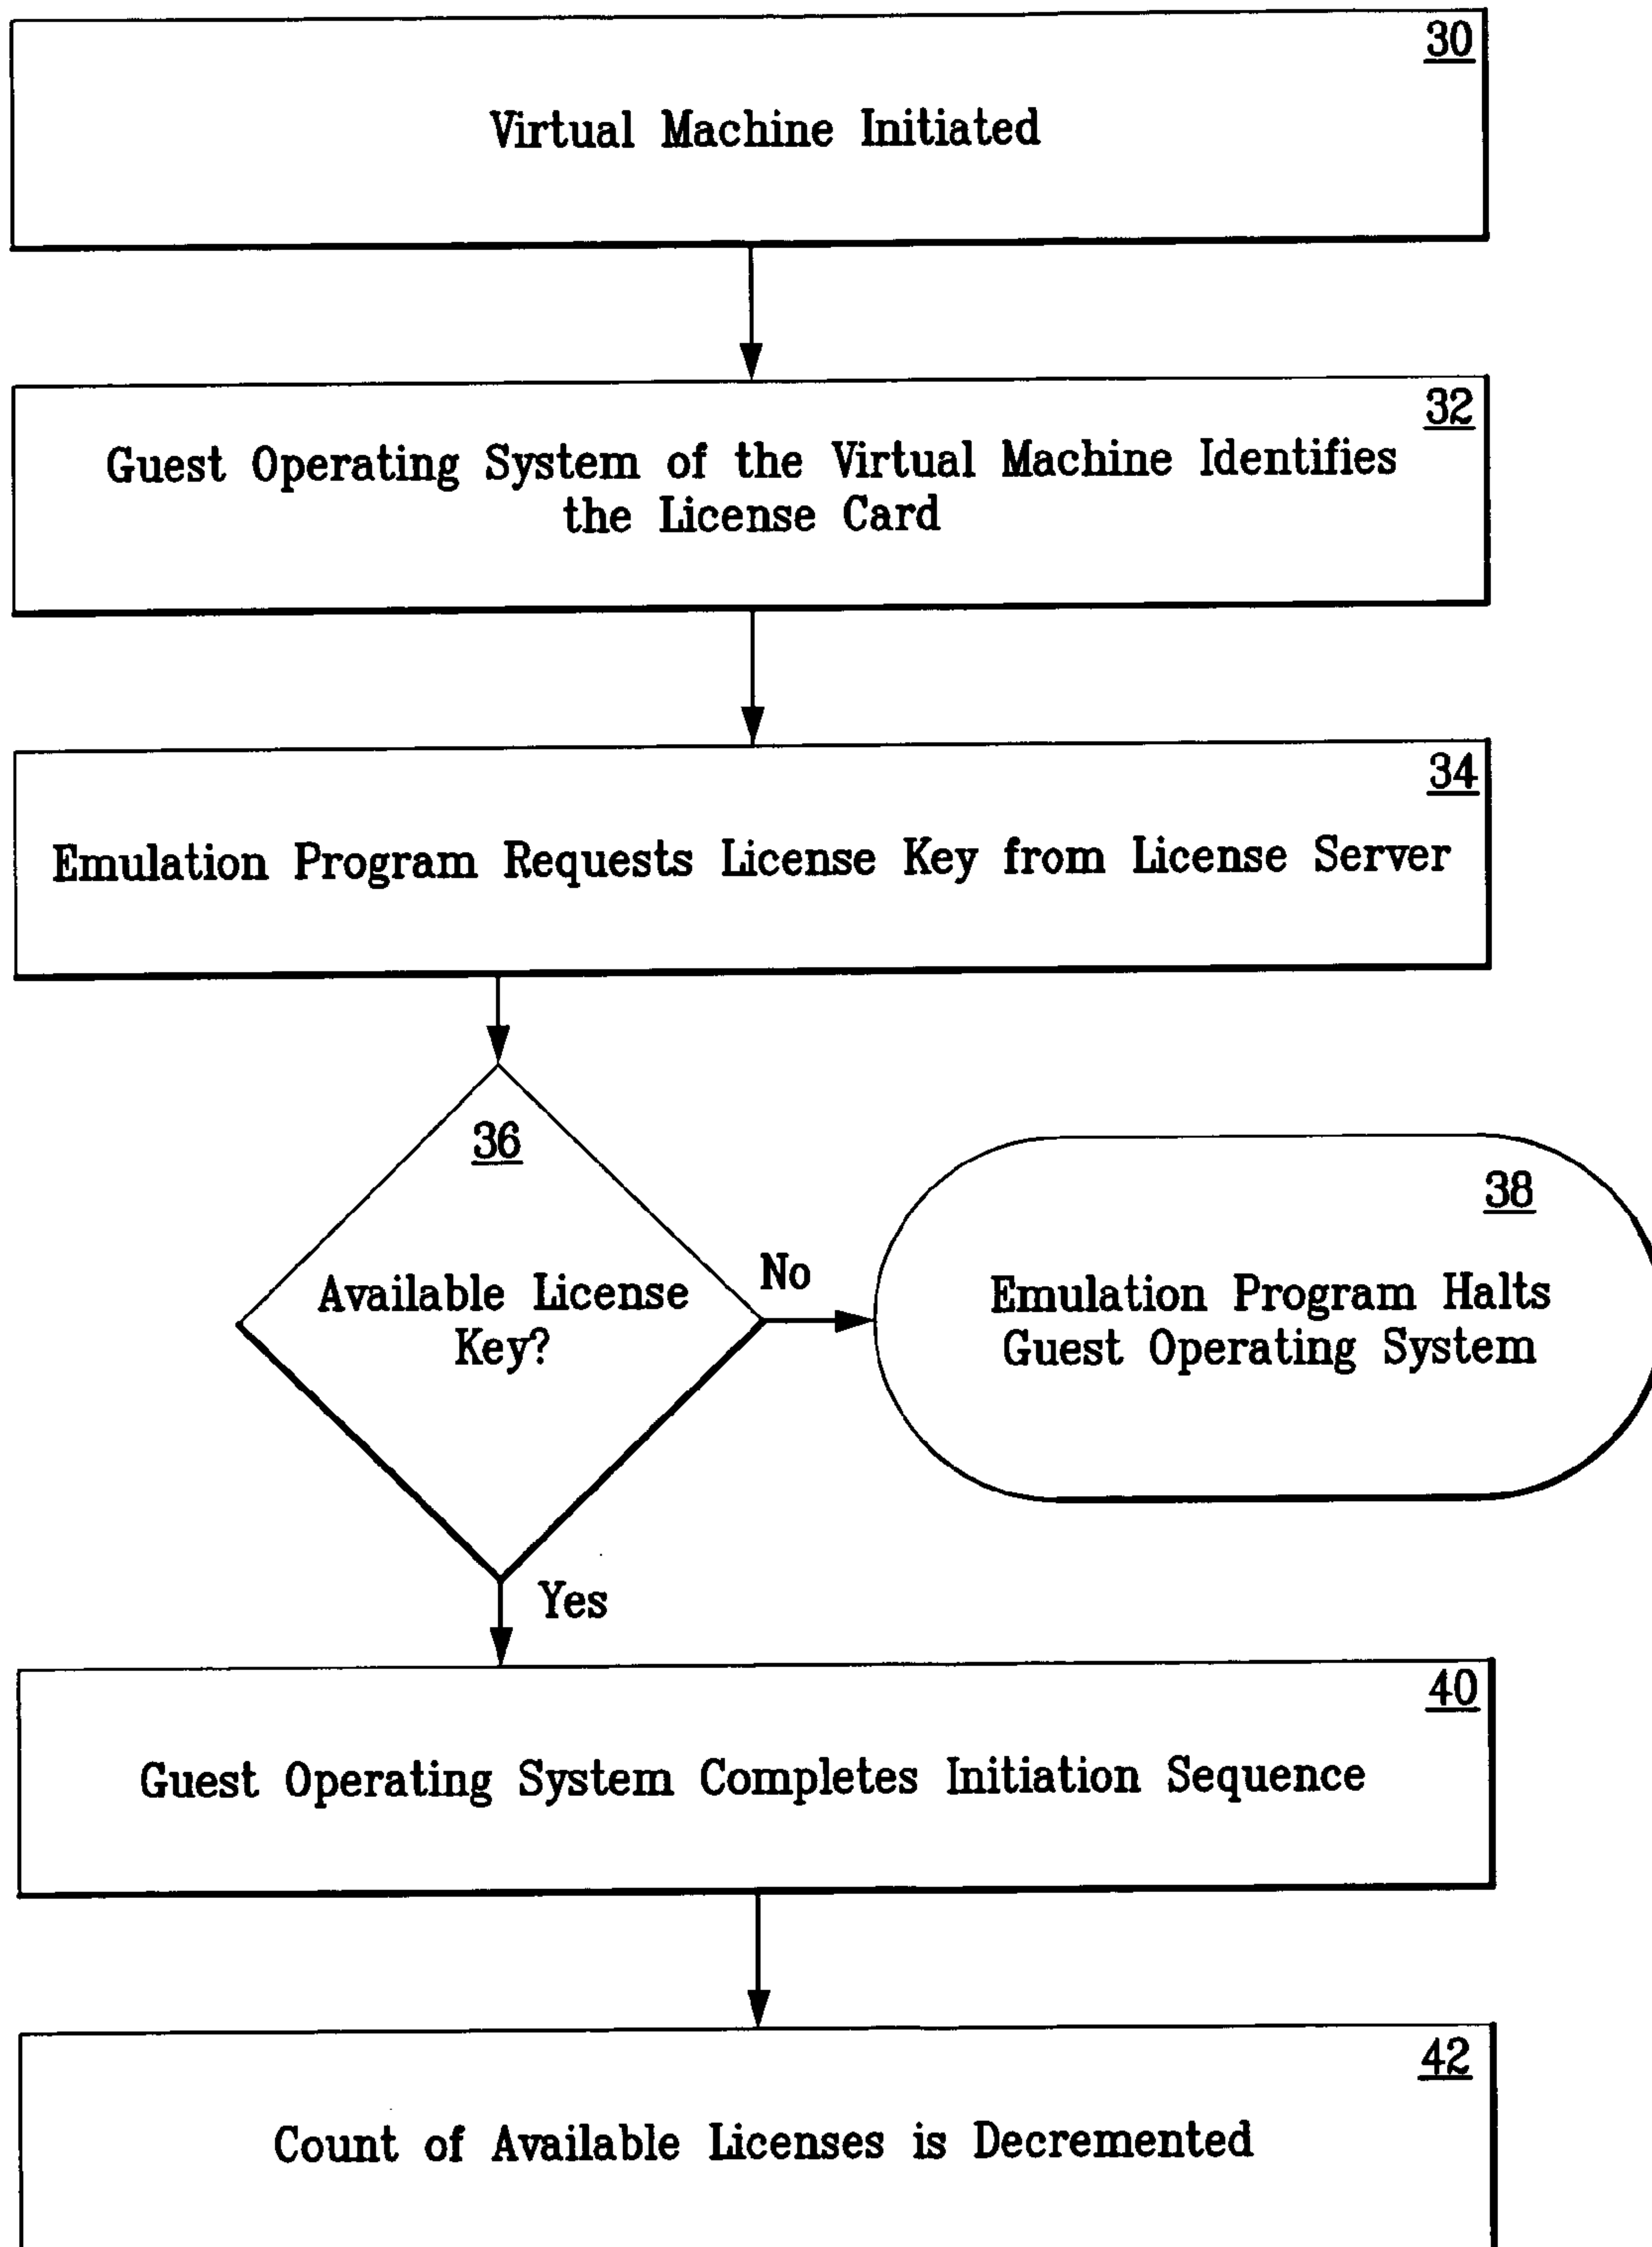 30
Virtual Machine Initiated
32
Guest Operating System of the Virtual Machine Identifies
the License Card
34
Emulation Program Requests License Key from License Server
36
Available License
Key?
No
38
Emulation Program Halts
Guest Operating System
Yes
40
Guest Operating System Completes Initiation Sequence
42
Count of Available Licenses is Decremented